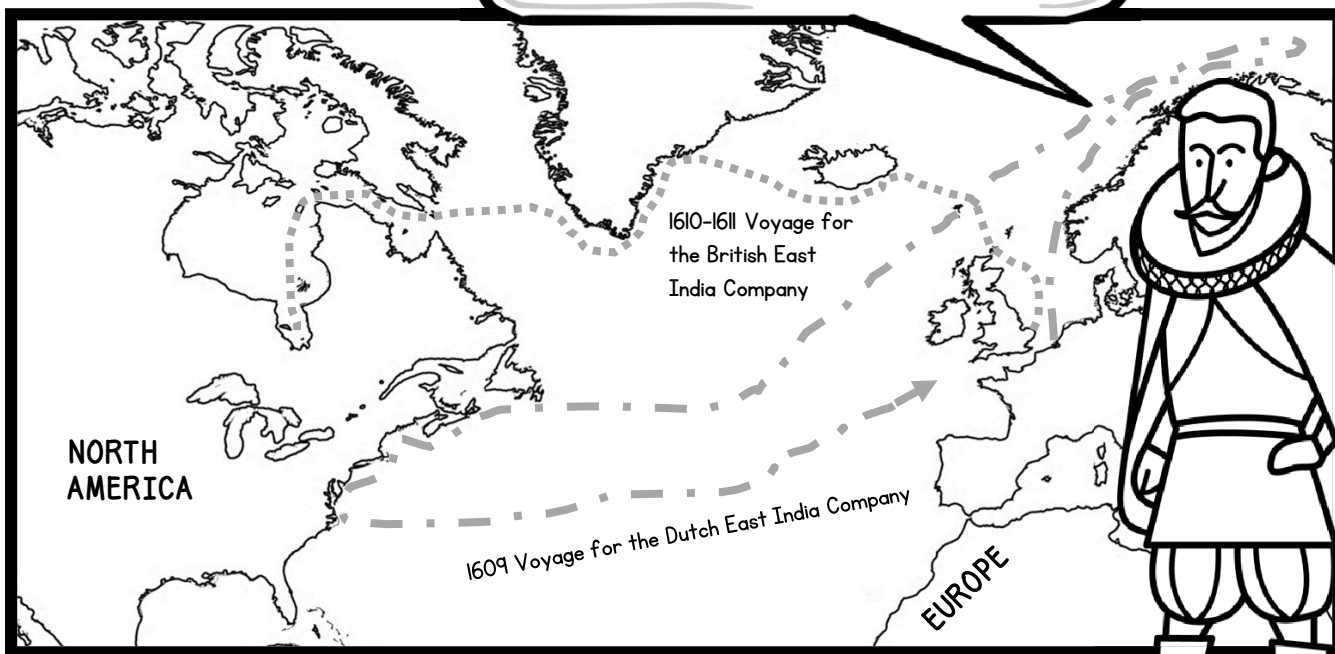 1610-1611 Voyage for
the British East
India Company
NORTH
AMERICA
1609 Voyage for the Dutch East India Company
EUROPE